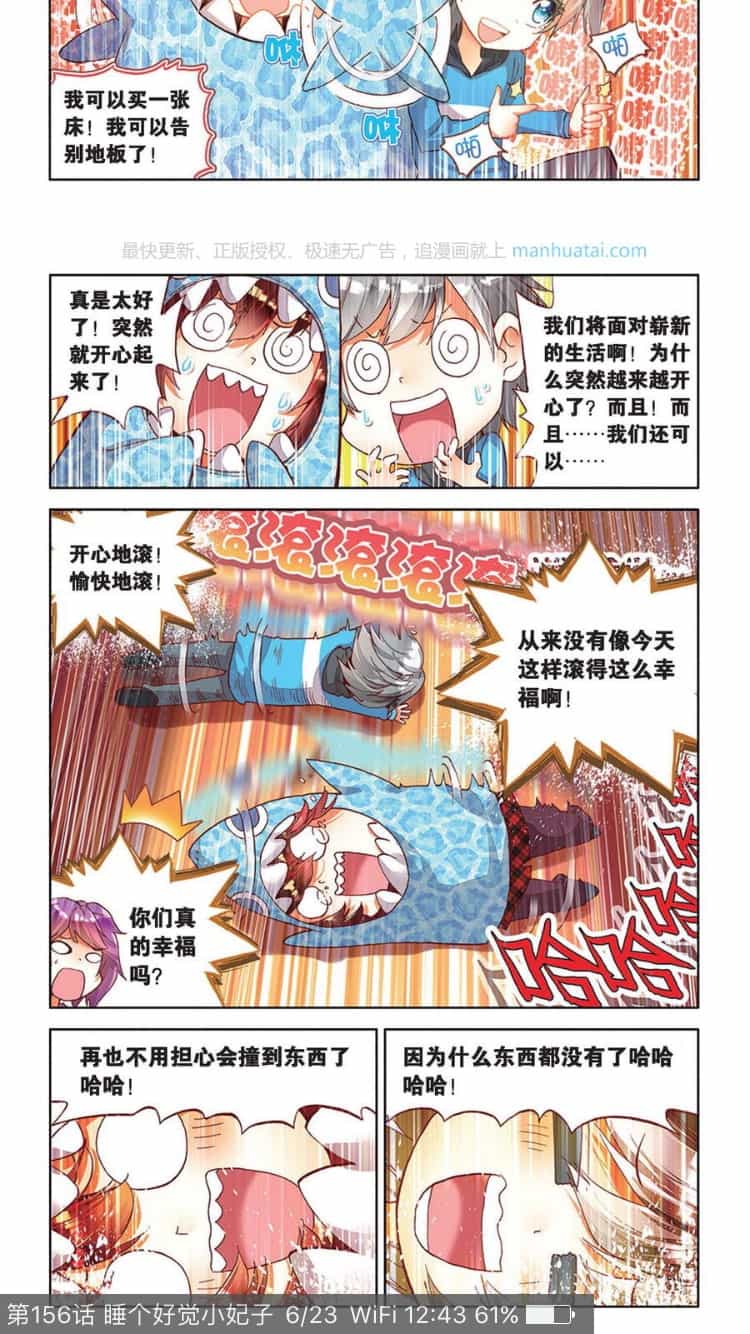 咻
啪
嗷嗷嗷
我可以买一张
床！我可以告
别地板了！
咻
啪
最快更新、正版授权、极速无广告，追漫画就上 manhuatai.com
真是太好
了！突然
就开心起
来了！
我们将面对崭新
的生活啊！为什
么突然越来越开
心了？而且！而
且……我们还可
以……
滚滚滚滚滚
开心地滚！
愉快地滚！
从来没有像今天
这样滚得这么幸
福啊！
你们真
的幸福
吗？
再也不用担心会撞到东西了
哈哈！
因为什么东西都没有了哈哈
哈哈！
第156话 睡个好觉小妃子 6/23 WiFi 12:43 61%